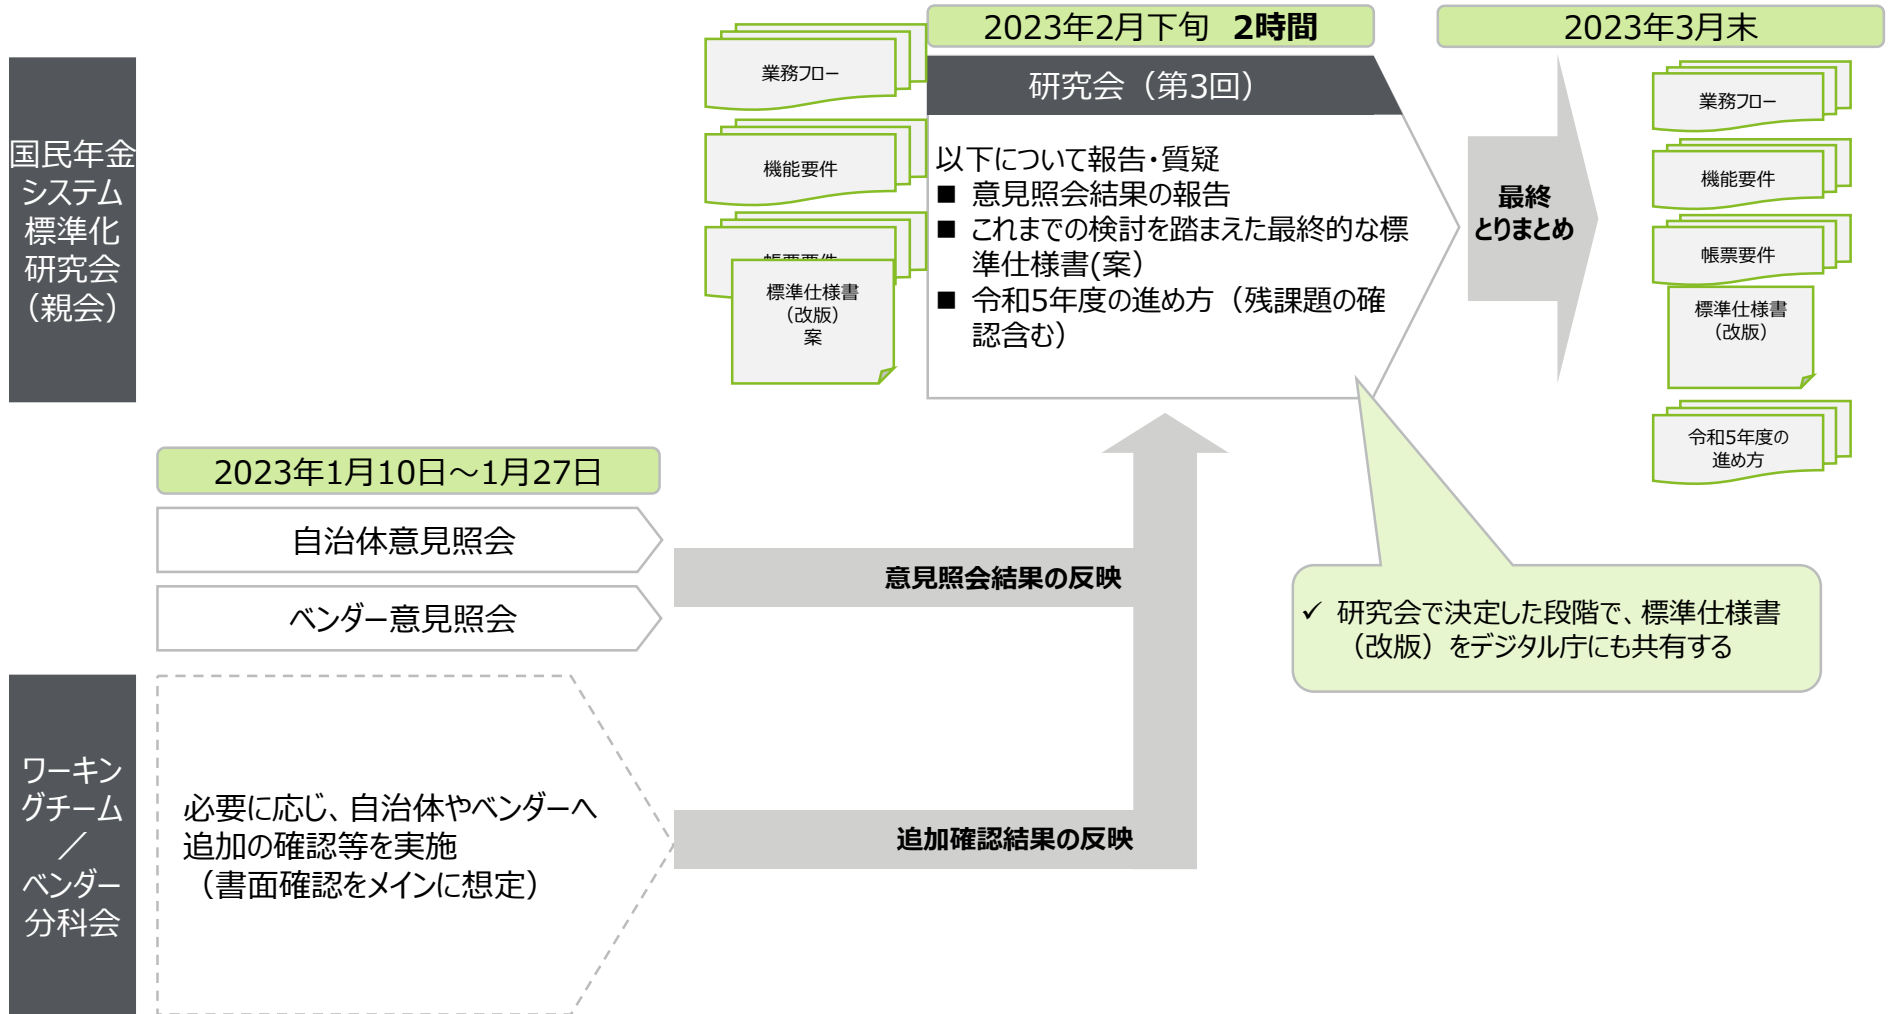 国民年金
システム
標準化
研究会
（親会）
業務フロー
機能要件
帳票要件
標準仕様書
（改版）
案
2023年2月下旬 2時間
研究会（第3回）
以下について報告・質疑
■ 意見照会結果の報告
■ これまでの検討を踏まえた最終的な標
準仕様書(案）
■ 令和5年度の進め方（残課題の確
認含む）
最終
とりまとめ
2023年3月末
業務フロー
機能要件
帳票要件
標準仕様書
（改版）
令和5年度の
進め方
✓ 研究会で決定した段階で、標準仕様書
（改版）をデジタル庁にも共有する
2023年1月10日～1月27日
自治体意見照会
ベンダー意見照会
意見照会結果の反映
ワーキン
グチーム
／
ベンダー
分科会
必要に応じ、自治体やベンダーへ
追加の確認等を実施
（書面確認をメインに想定）
追加確認結果の反映